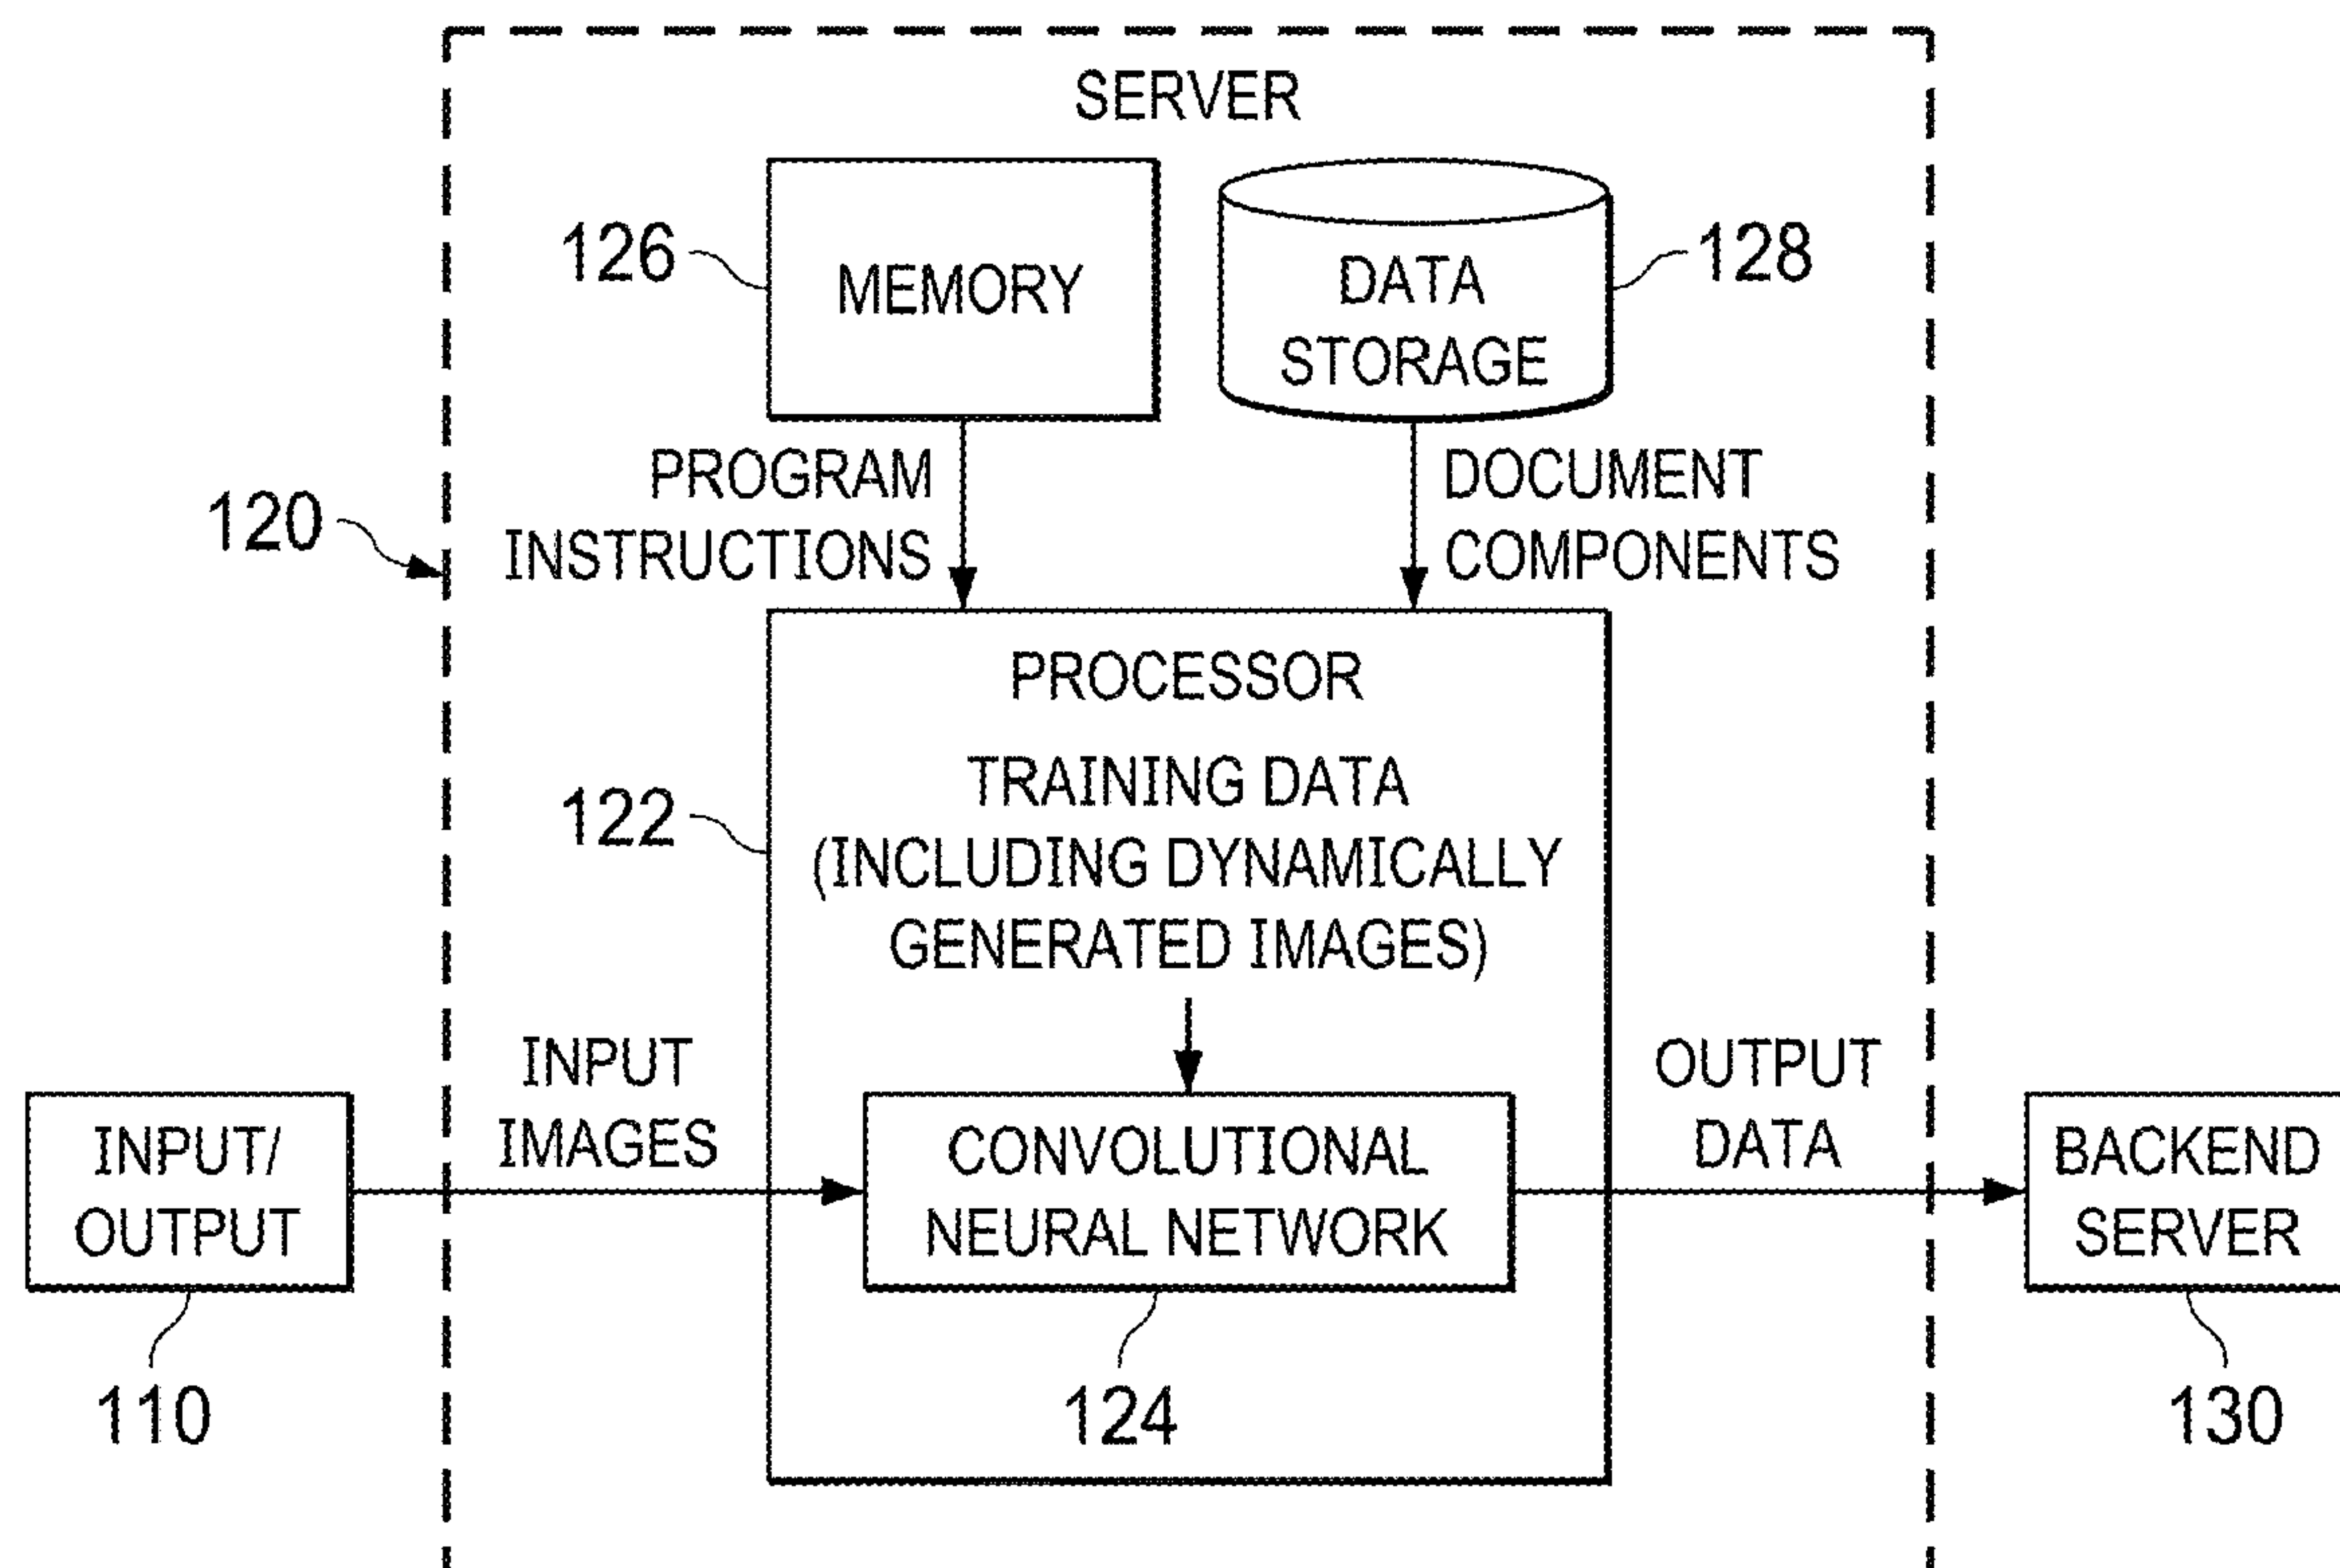 SERVER
126
MEMORY
DATA
STORAGE
128
PROGRAM
INSTRUCTIONS
DOCUMENT
COMPONENTS
120
PROCESSOR
122
TRAINING DATA
(INCLUDING DYNAMICALLY
GENERATED IMAGES)
INPUT
IMAGES
OUTPUT
DATA
INPUT/
OUTPUT
CONVOLUTIONAL
NEURAL NETWORK
BACKEND
SERVER
110
124
130